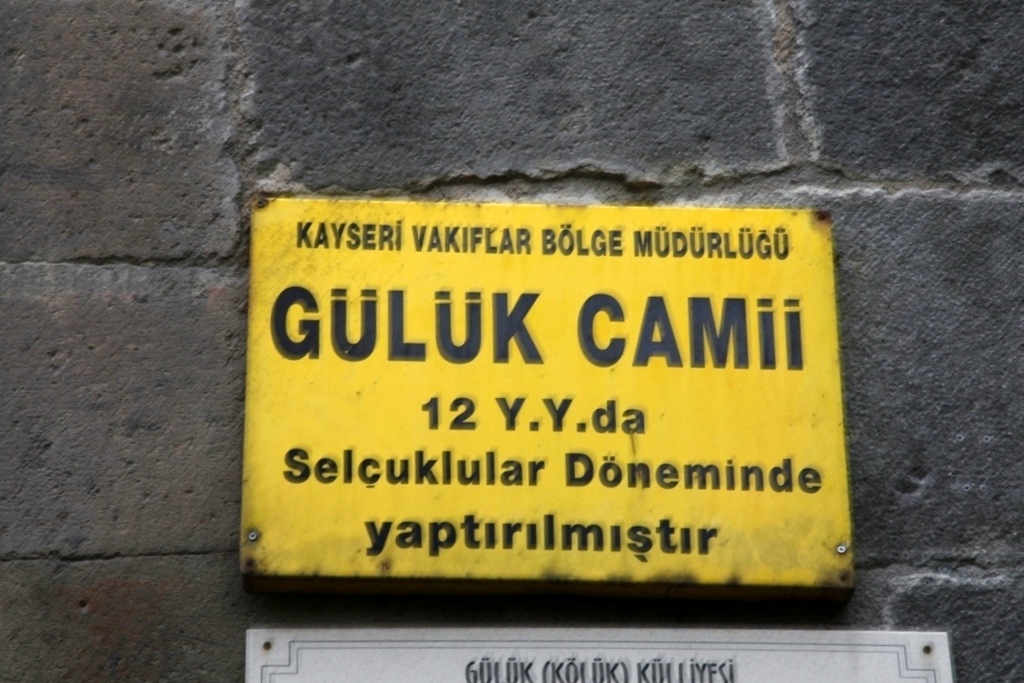 KAYSERİ VAKIFLAR BÖLGE MÜDÜRLÜĞÜ
GÜLÜK CAMİİ
12 Y.Y.da
Selçuklular Döneminde
yaptırılmıştır
GÜLÜK (KÖLÜK) KÜLLİYESİ